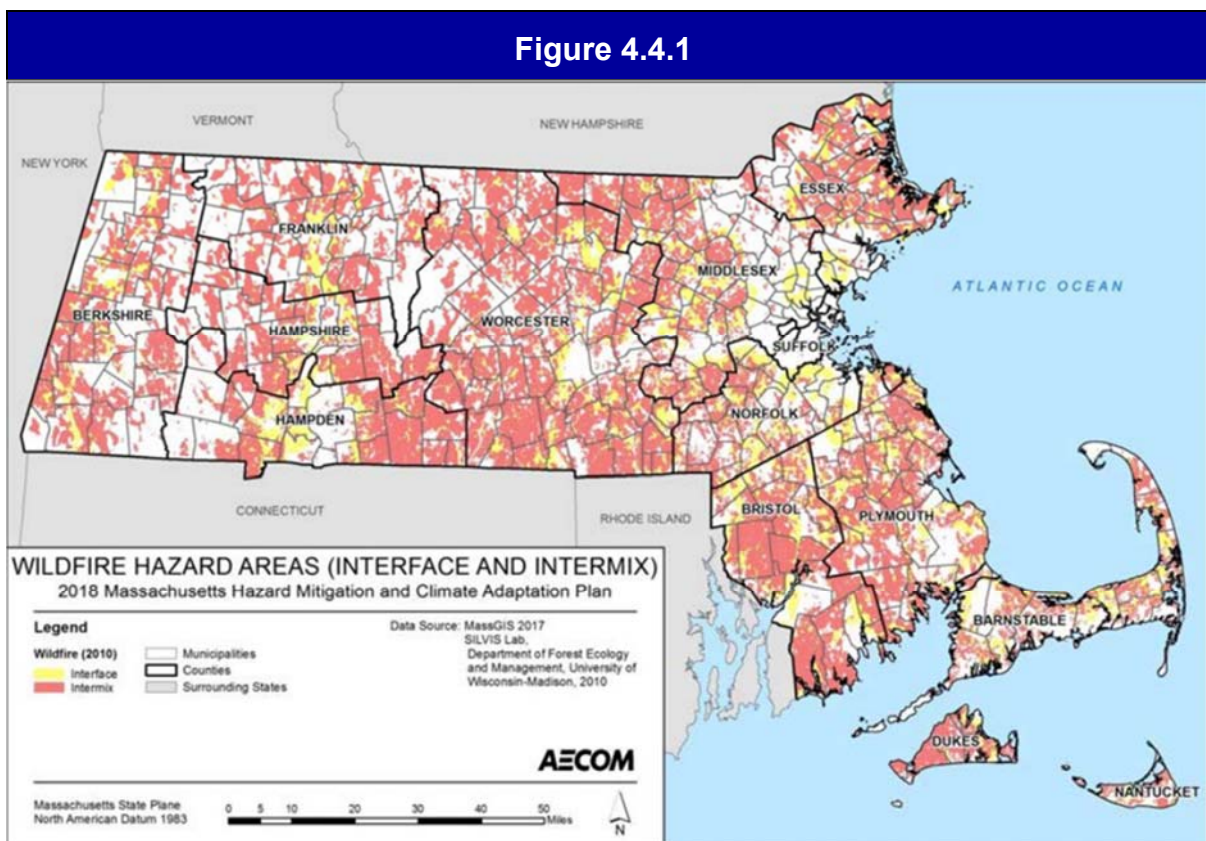 Figure 4.4.1
VERMONT
NEW HAMPSHIRE
NEW YORK
ESSEX
FRANKLIN
MIDDLESEX
ATLANTIC OCEAN
BERKSHIRE
HAMPSHIRE
WORCESTER
SUFFOLK
HAMPDEN
NORFOLK
CONNECTICUT
RHODE ISLAND
BRISTOL
PLYMOUTH
BARNSTABLE
DUKES
NANTUCKET
WILDFIRE HAZARD AREAS (INTERFACE AND INTERMIX)
2018 Massachusetts Hazard Mitigation and Climate Adaptation Plan
Legend
Wildfire (2010)
Interface
Intermix
Municipalities
Counties
Surrounding States
Data Source: MassGIS 2017
SILVIS Lab,
Department of Forest Ecology
and Management, University of
Wisconsin-Madison, 2010
AECOM
Massachusetts State Plane
North American Datum 1983
0 5 10 20 30 40 50
Miles
N